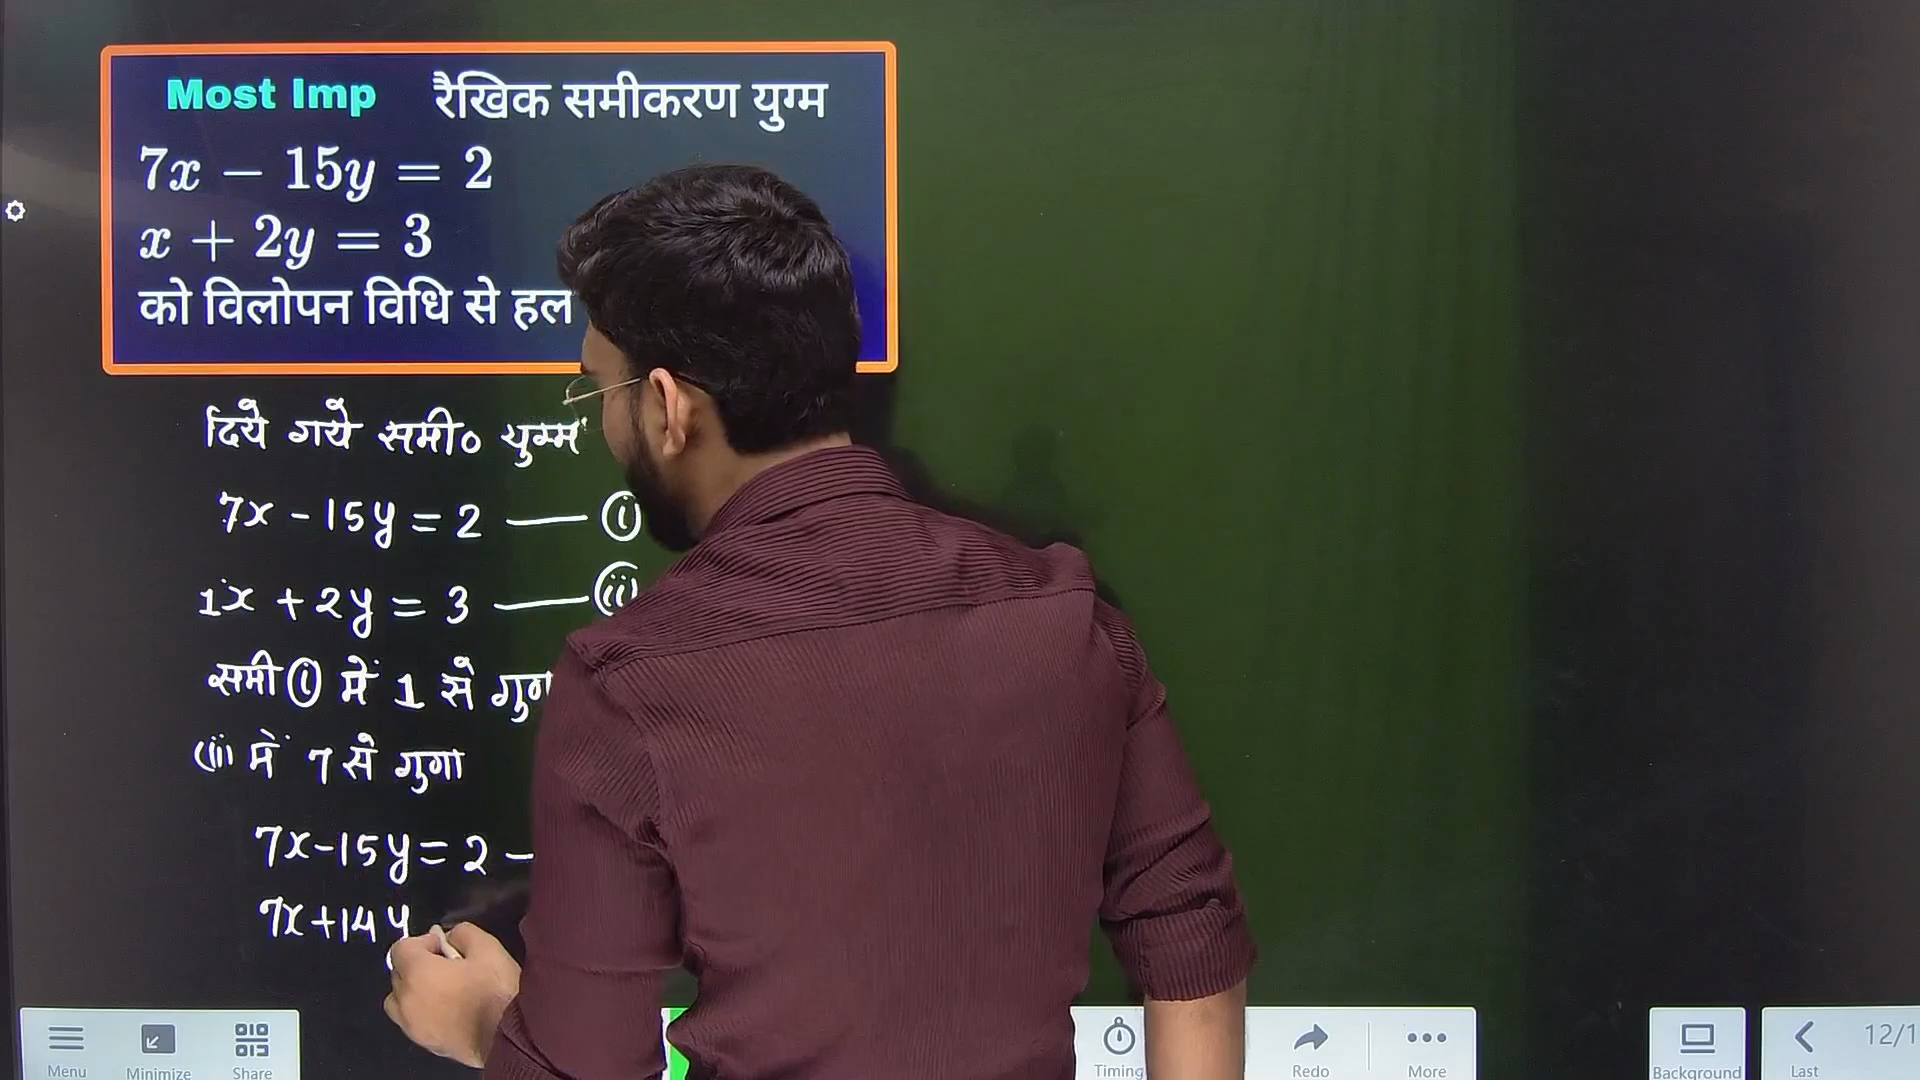 Most Imp रैखिक समीकरण युग्म
7x − 15y = 2
x + 2y = 3
को विलोपन विधि से हल
दिये गये समी० युग्म
7x - 15y = 2 — (i)
1x + 2y = 3 — (ii)
समी (i) में 1 से
(ii) में 7 से गुणा
7x-15y = 2 –
7x+14y
Menu
Minimize
Share
Timing
Redo
More
Background
Last
12/1